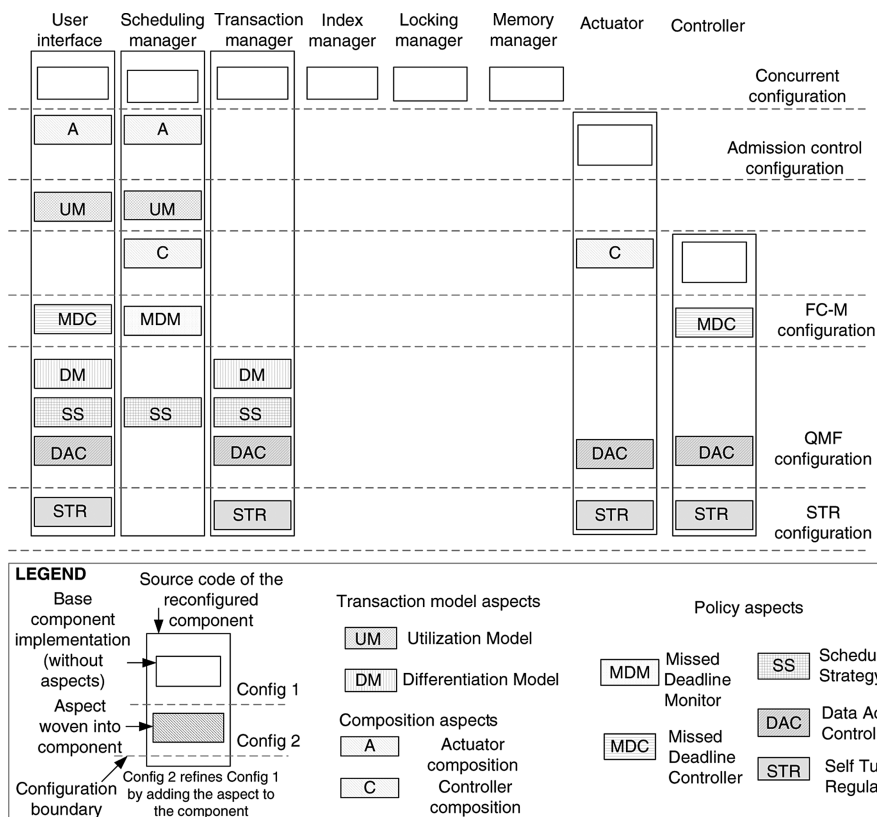 User interface
Scheduling manager
Transaction manager
Index manager
Locking manager
Memory manager
Actuator
Controller
Concurrent configuration
A
A
Admission control configuration
UM
UM
C
C
MDC
MDM
MDC
FC-M configuration
DM
DM
SS
SS
SS
DAC
DAC
DAC
DAC
QMF configuration
STR
STR
STR
STR
STR configuration
LEGEND
Base component implementation (without aspects)
Source code of the reconfigured component
Config 1
Aspect woven into component
Config 2
Configuration boundary
Config 2 refines Config 1 by adding the aspect to the component
Transaction model aspects
UM
Utilization Model
DM
Differentiation Model
Composition aspects
A
Actuator composition
C
Controller composition
Policy aspects
MDM
Missed Deadline Monitor
MDC
Missed Deadline Controller
SS
Strategy
DAC
Data
STR
Self